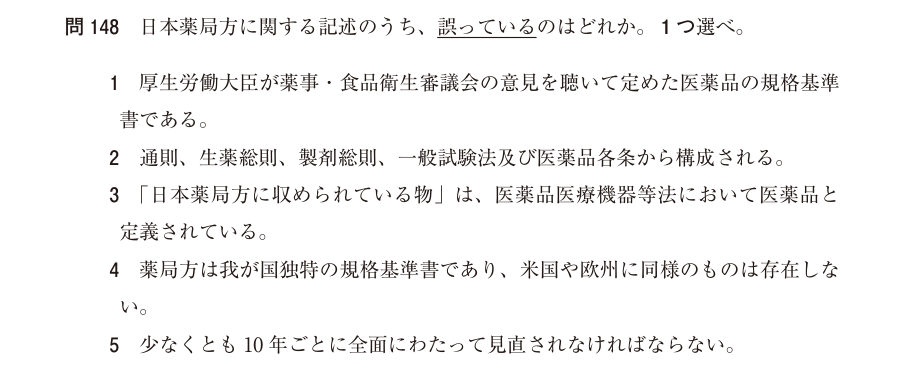 問 148 日本薬局方に関する記述のうち、誤っているのはどれか。1つ選べ。
1 厚生労働大臣が薬事・食品衛生審議会の意見を聴いて定めた医薬品の規格基準
書である。
2 通則、生薬総則、製剤総則、一般試験法及び医薬品各条から構成される。
3 「日本薬局方に収められている物」は、医薬品医療機器等法において医薬品と
定義されている。
4 薬局方は我が国独特の規格基準書であり、米国や欧州に同様のものは存在しな
い。
5 少なくとも 10 年ごとに全面にわたって見直されなければならない。